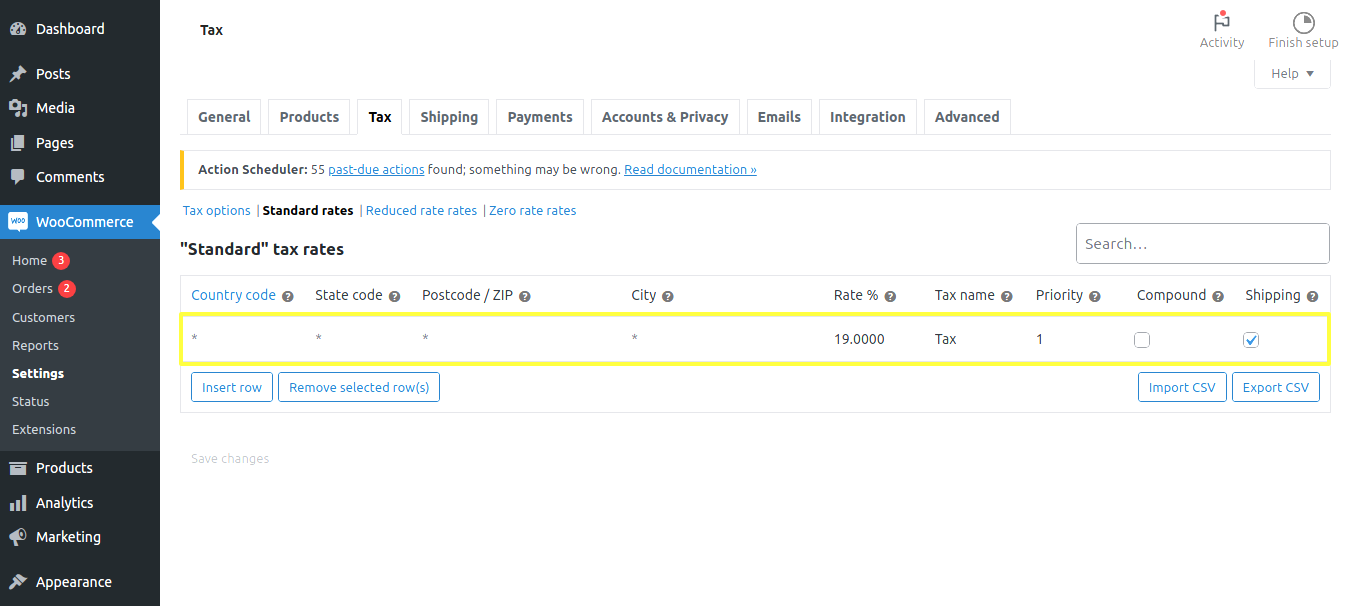 Dashboard
Posts
Media
Pages
Comments
WooCommerce
Home 3
Orders 2
Customers
Reports
Settings
Status
Extensions
Products
Analytics
Marketing
Appearance
Tax
Activity
Finish setup
Help
General Products Tax Shipping Payments Accounts & Privacy Emails Integration Advanced
Action Scheduler: 55 past-due actions found; something may be wrong. Read documentation »
Tax options | Standard rates | Reduced rate rates | Zero rate rates
"Standard" tax rates
Search…
Country code ? State code ? Postcode / ZIP ? City ? Rate % ? Tax name ? Priority ? Compound ? Shipping ?
* * * * 19.0000 Tax 1
Insert row Remove selected row(s) Import CSV Export CSV
Save changes